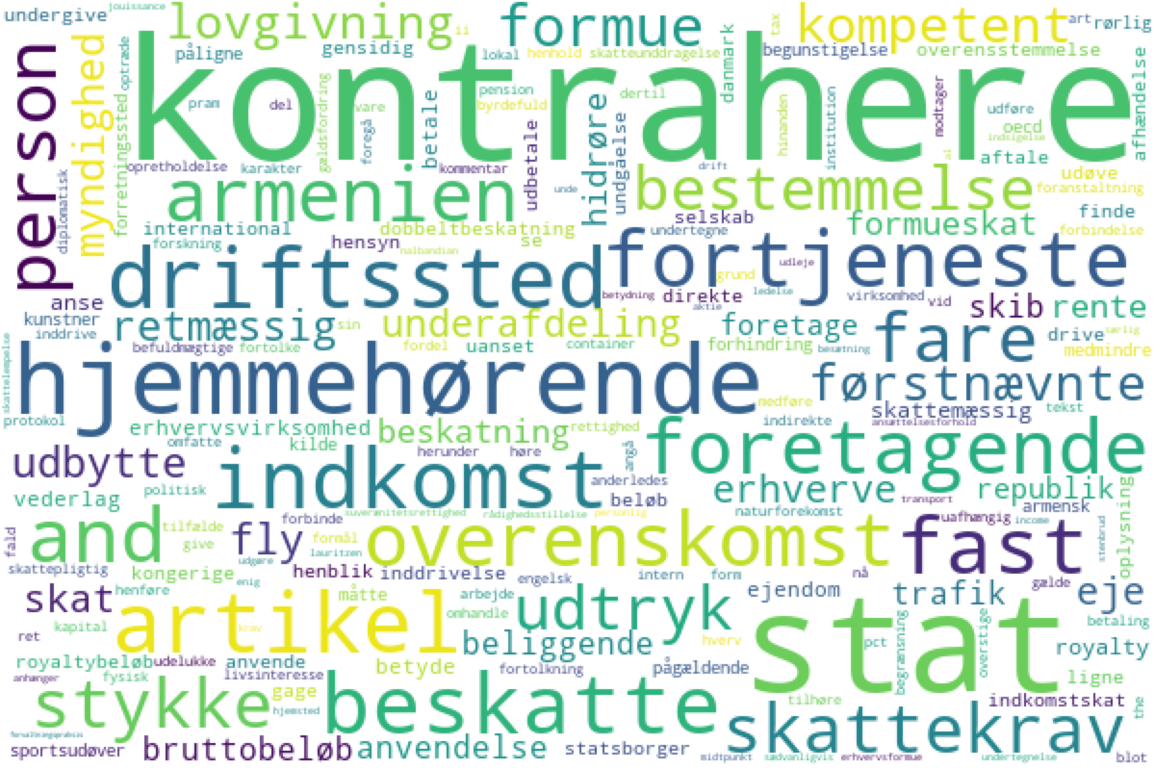 undergive
jouissance
lovgivning
ii
formue
kompetent
art
rørlig
påligne
gensidig
lokal
henhold
skatteunddragelse
danmark
tax
begunstigelse
overensstemmelse
person
myndighed
optræde
kontrahere
pram
del
gældsfordring
vare
foregå
betale
pension
byrdefuld
dertil
hinanden
institution
modtager
udføre
oecd
indsigelse
aftale
afhændelse
diplomatisk
forretningssted
opretholdelse
karakter
kommentar
udbetale
hidrøre
undgåelse
unde
drift
al
udøve
foranstaltning
armenien
bestemmelse
international
dobbeltbeskatning
selskab
formueskat
finde
forskning
hensyn
nalbandian
se
undertegne
forbindelse
driftssted
fortjeneste
grund
udleje
anse
betydning
direkte
aktie
ledelse
virksomhed
vid
skib
rente
kunstner
inddrive
retmæssig
sin
underafdeling
foretage
fare
drive
særlig
befuldmægtige
fortolke
fordel
uanset
container
forhindring
besætning
medmindre
skattelempelse
hjemmehørende
førstnævnte
protokol
medføre
indirekte
skattemæssig
tekst
ansættelsesforhold
erhvervsvirksomhed
beskatning
rettighed
omfatte
kilde
herunder
høre
angå
foretagende
udbytte
indkomst
anderledes
vederlag
politisk
beløb
erhverve
republik
transport
suverænitetsrettighed
rådighedsstillelse
personlig
naturforekomst
armensk
oplysning
and
tilfælde
give
forbinde
fly
formål
lauritzen
overenskomst
uafhængig
income
fast
stenbrud
fald
skattepligtig
kongerige
udgøre
henblik
inddrivelse
engelsk
intern
form
nå
gælde
skat
henføre
enig
måtte
arbejde
ejendom
trafik
eje
kapital
artikel
krav
omhandle
udtryk
stat
betaling
ret
beliggende
hverv
pct
begrænsning
overstige
royalty
royaltybeløb
udelukke
anvende
anhænger
fysisk
livsinteresse
betyde
fortolkning
pågældende
ligne
stykke
gage
hjemsted
beskatte
tilhøre
indkomstskat
the
forvaltningspraksis
skattekrav
sportsudøver
bruttobeløb
anvendelse
statsborger
midtpunkt
sædvanligvis
erhvervsformue
undertegnelse
blot